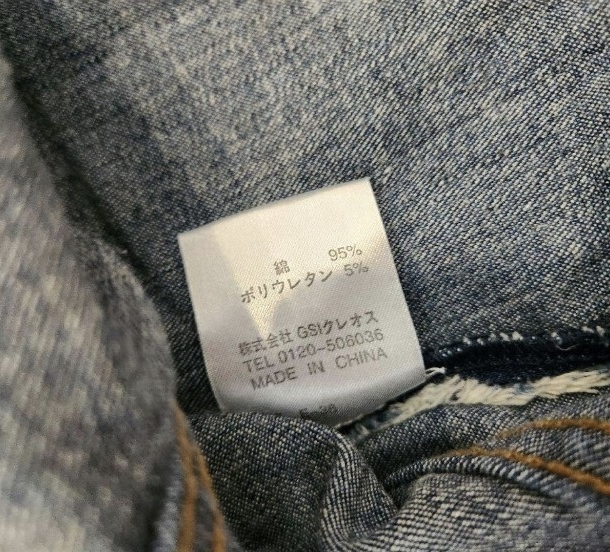 綿 95%
ポリウレタン 5%
株式会社 GSIクレオス
TEL 0120-506036
MADE IN CHINA